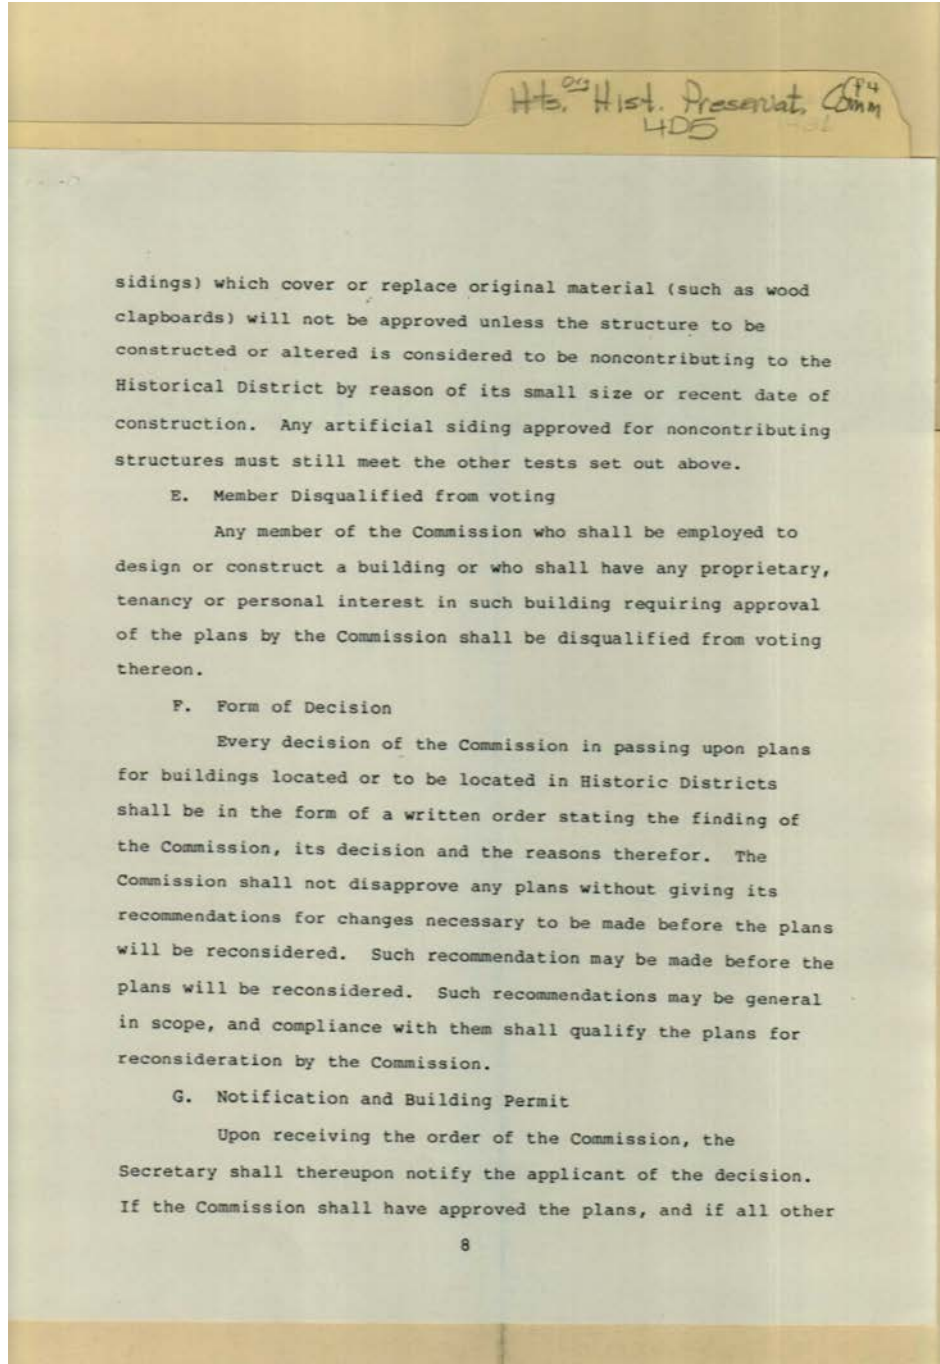 Hts. Org Hist. Preservat. Comm P4
4D5
sidings) which cover or replace original material (such as wood
clapboards) will not be approved unless the structure to be
constructed or altered is considered to be noncontributing to the
Historical District by reason of its small size or recent date of
construction.  Any artificial siding approved for noncontributing
structures must still meet the other tests set out above.
E.  Member Disqualified from voting
Any member of the Commission who shall be employed to
design or construct a building or who shall have any proprietary,
tenancy or personal interest in such building requiring approval
of the plans by the Commission shall be disqualified from voting
thereon.
F.  Form of Decision
Every decision of the Commission in passing upon plans
for buildings located or to be located in Historic Districts
shall be in the form of a written order stating the finding of
the Commission, its decision and the reasons therefor.  The
Commission shall not disapprove any plans without giving its
recommendations for changes necessary to be made before the plans
will be reconsidered.  Such recommendation may be made before the
plans will be reconsidered.  Such recommendations may be general
in scope, and compliance with them shall qualify the plans for
reconsideration by the Commission.
G.  Notification and Building Permit
Upon receiving the order of the Commission, the
Secretary shall thereupon notify the applicant of the decision.
If the Commission shall have approved the plans, and if all other
8